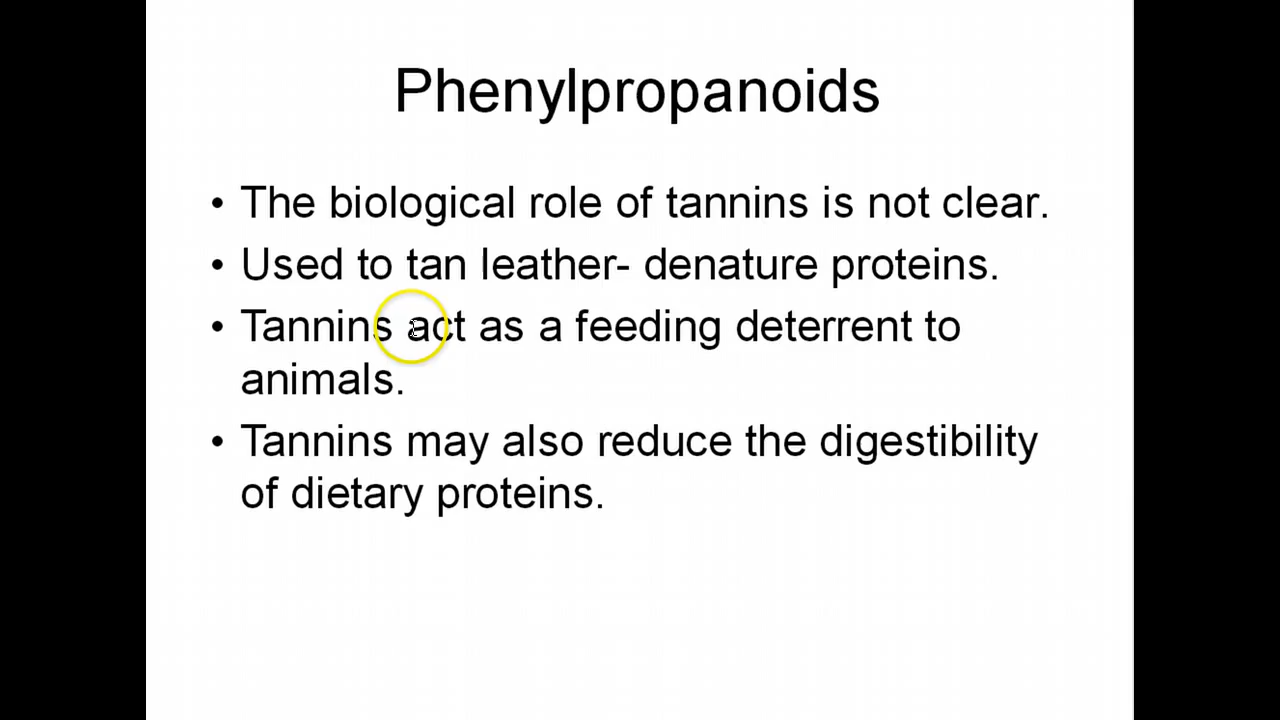 Phenylpropanoids
• The biological role of tannins is not clear.
• Used to tan leather- denature proteins.
• Tannins act as a feeding deterrent to
animals.
• Tannins may also reduce the digestibility
of dietary proteins.